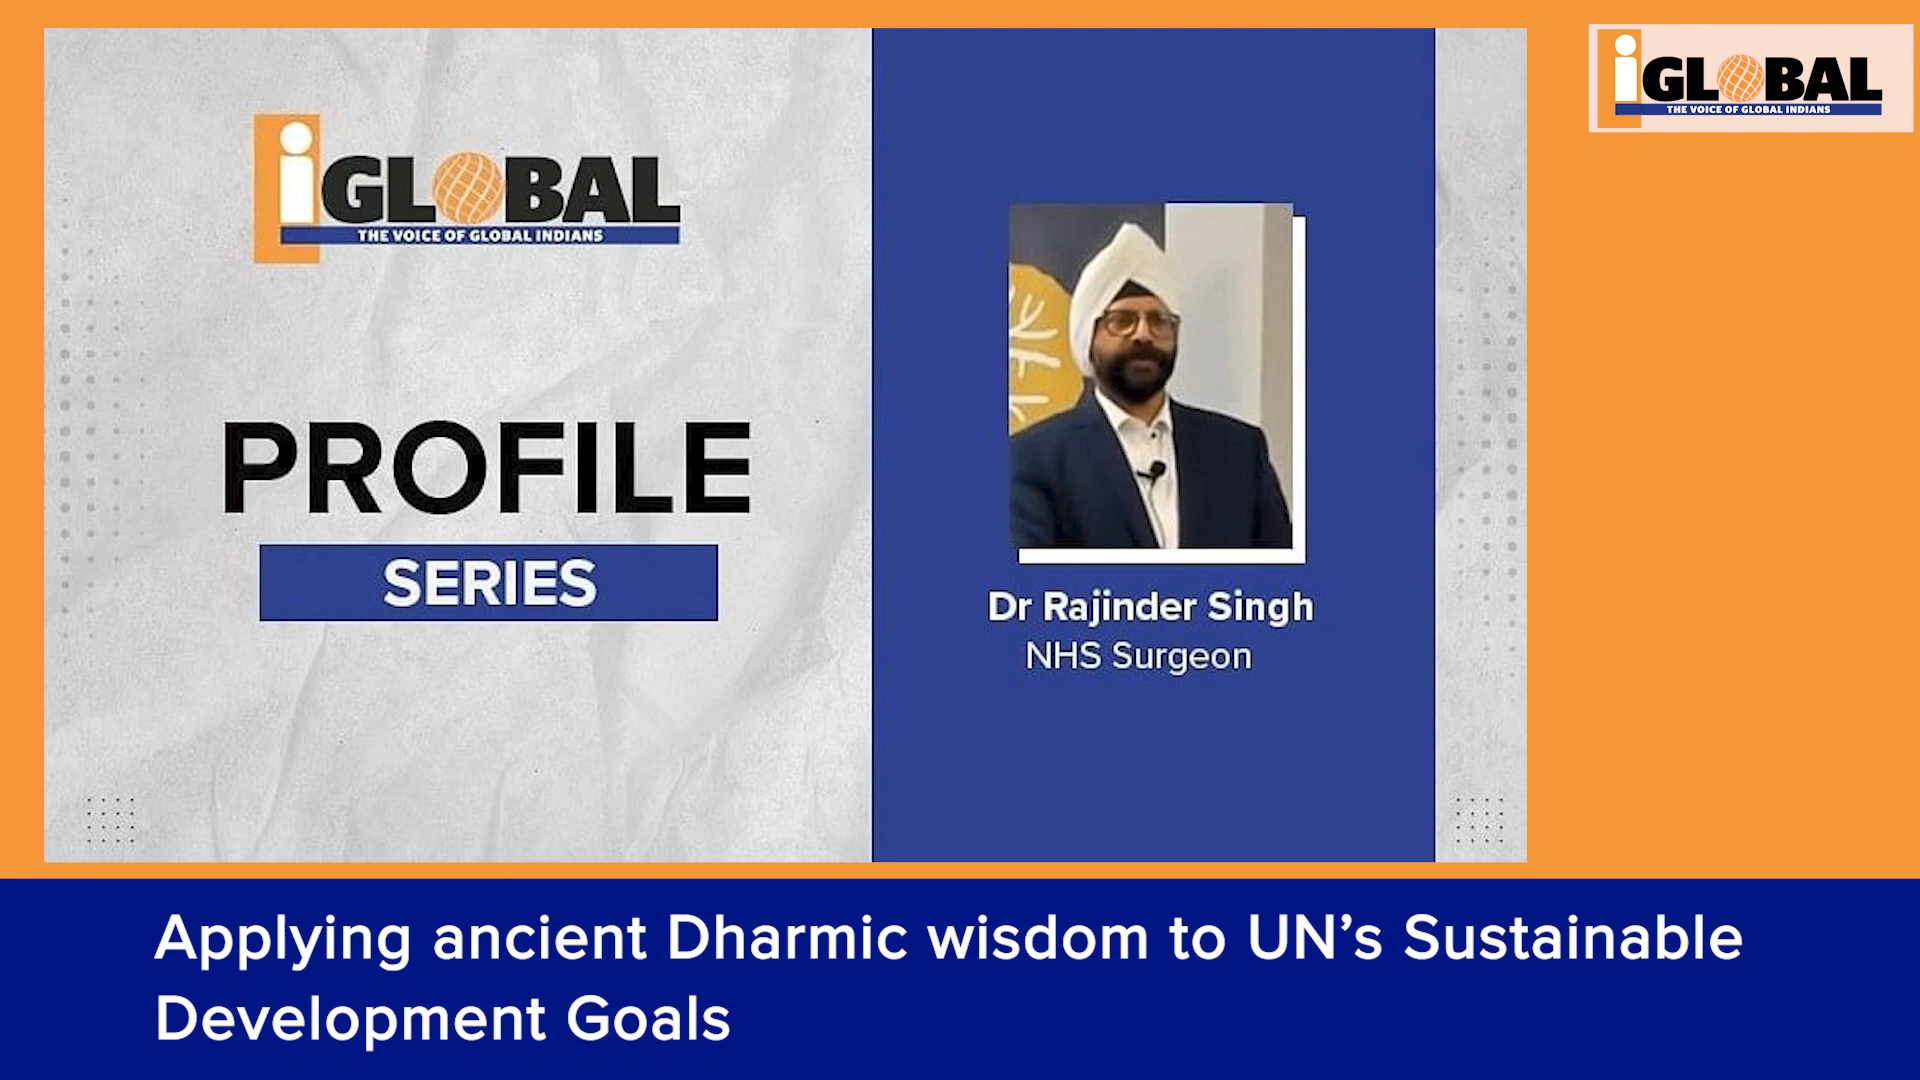 iGLOBAL
THE VOICE OF GLOBAL INDIANS
PROFILE
SERIES
Dr Rajinder Singh
NHS Surgeon
iGLOBAL
THE VOICE OF GLOBAL INDIANS
Applying ancient Dharmic wisdom to UN’s Sustainable
Development Goals